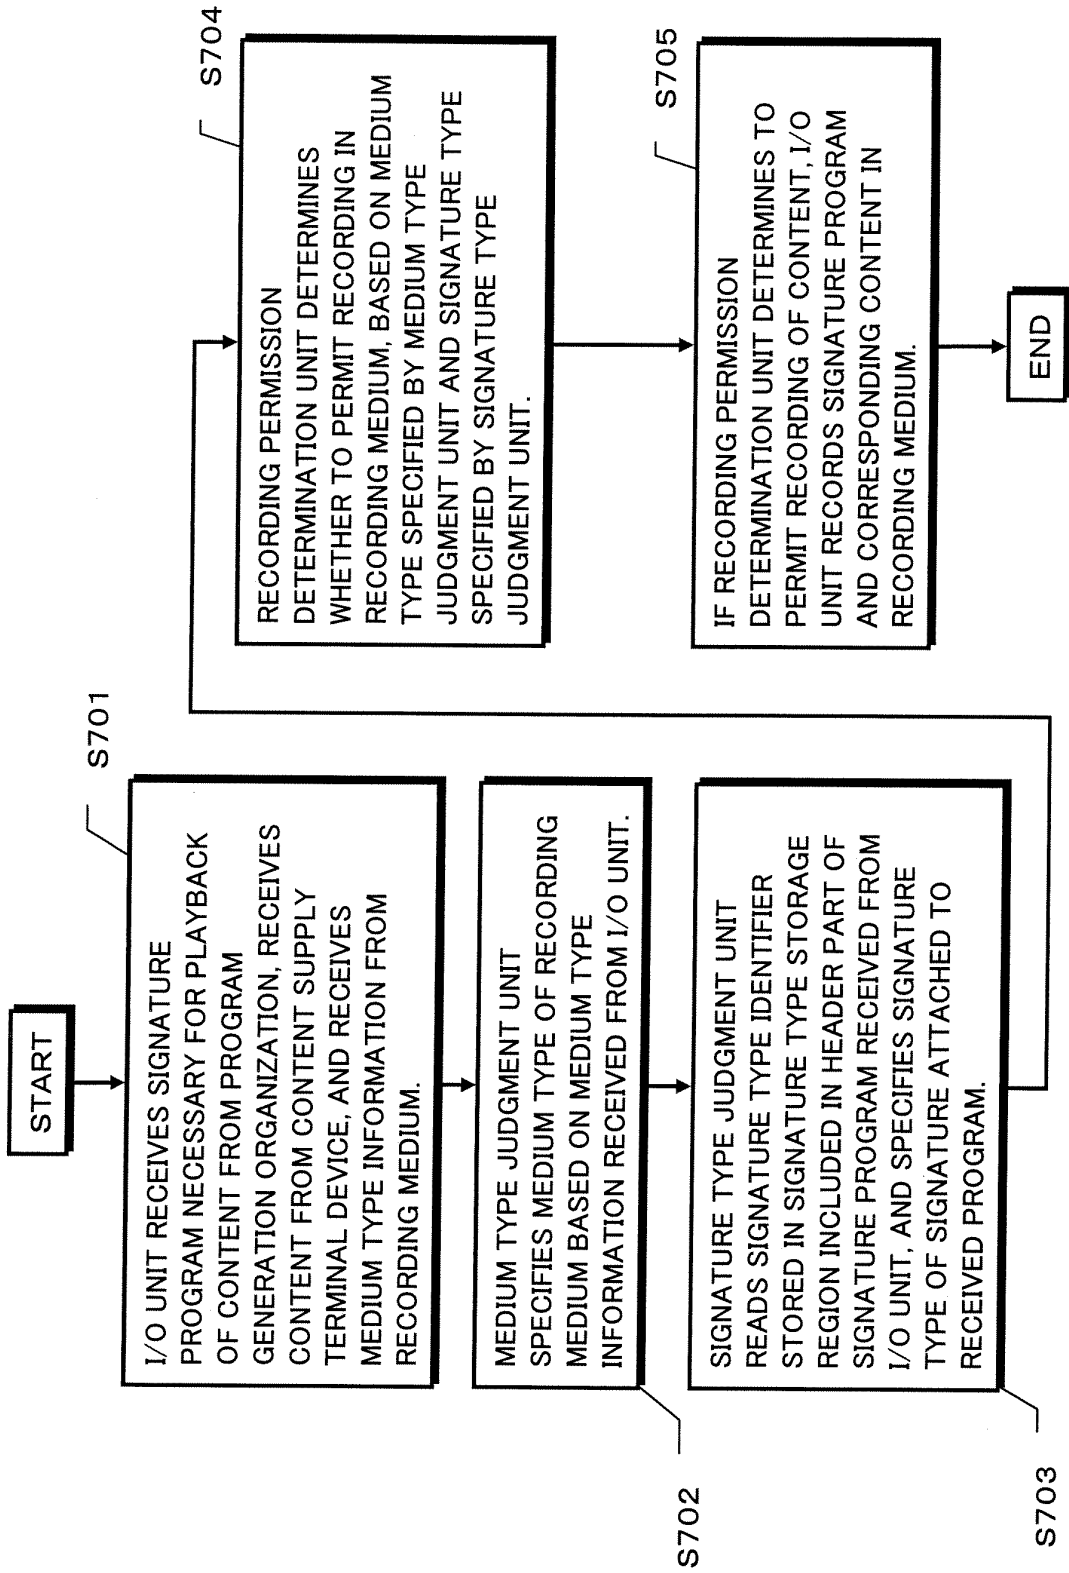 START
S701
I/O UNIT RECEIVES SIGNATURE
PROGRAM NECESSARY FOR PLAYBACK
OF CONTENT FROM PROGRAM
GENERATION ORGANIZATION, RECEIVES
CONTENT FROM CONTENT SUPPLY
TERMINAL DEVICE, AND RECEIVES
MEDIUM TYPE INFORMATION FROM
RECORDING MEDIUM.
S702
MEDIUM TYPE JUDGMENT UNIT
SPECIFIES MEDIUM TYPE OF RECORDING
MEDIUM BASED ON MEDIUM TYPE
INFORMATION RECEIVED FROM I/O UNIT.
S703
SIGNATURE TYPE JUDGMENT UNIT
READS SIGNATURE TYPE IDENTIFIER
STORED IN SIGNATURE TYPE STORAGE
REGION INCLUDED IN HEADER PART OF
SIGNATURE PROGRAM RECEIVED FROM
I/O UNIT, AND SPECIFIES SIGNATURE
TYPE OF SIGNATURE ATTACHED TO
RECEIVED PROGRAM.
S704
RECORDING PERMISSION
DETERMINATION UNIT DETERMINES
WHETHER TO PERMIT RECORDING IN
RECORDING MEDIUM, BASED ON MEDIUM
TYPE SPECIFIED BY MEDIUM TYPE
JUDGMENT UNIT AND SIGNATURE TYPE
SPECIFIED BY SIGNATURE TYPE
JUDGMENT UNIT.
S705
IF RECORDING PERMISSION
DETERMINATION UNIT DETERMINES TO
PERMIT RECORDING OF CONTENT, I/O
UNIT RECORDS SIGNATURE PROGRAM
AND CORRESPONDING CONTENT IN
RECORDING MEDIUM.
END